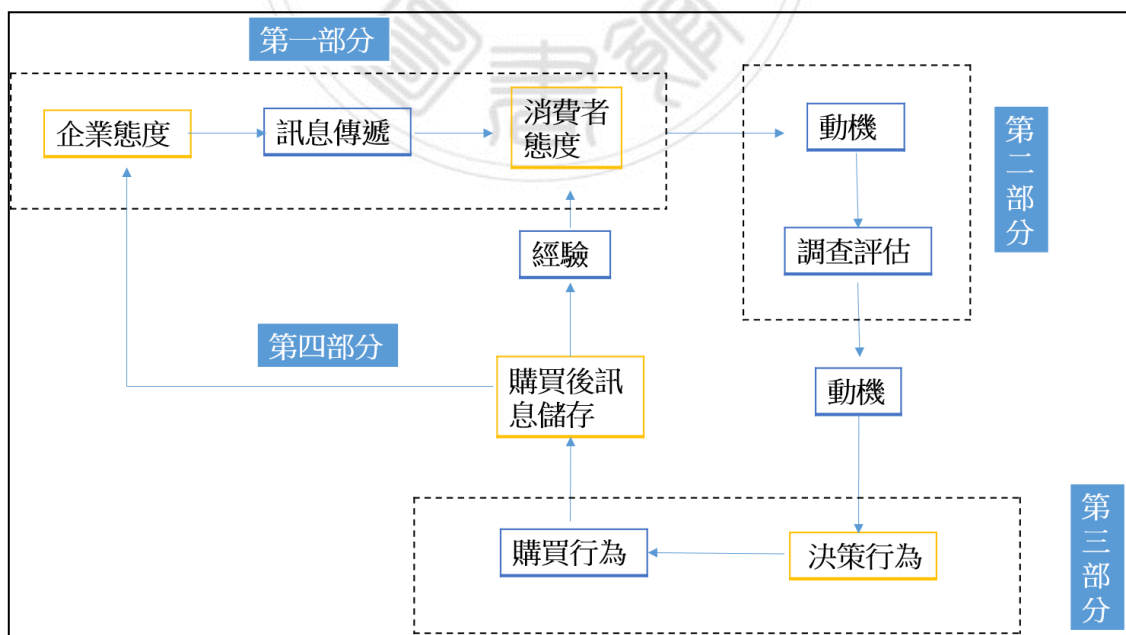 第一部分
企業態度
訊息傳遞
消費者
態度
動機
第二部分
調查評估
經驗
第四部分
購買後訊
息儲存
動機
購買行為
決策行為
第三部分